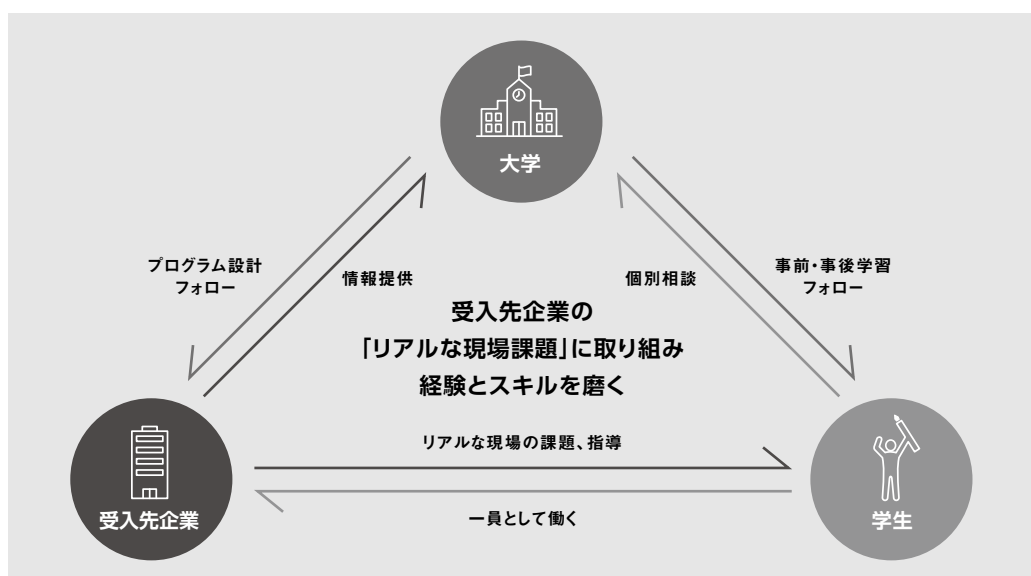 大学
プログラム設計
フォロー
情報提供
個別相談
事前・事後学習
フォロー
受入先企業の
「リアルな現場課題」に取り組み
経験とスキルを磨く
リアルな現場の課題、指導
受入先企業
一員として働く
学生